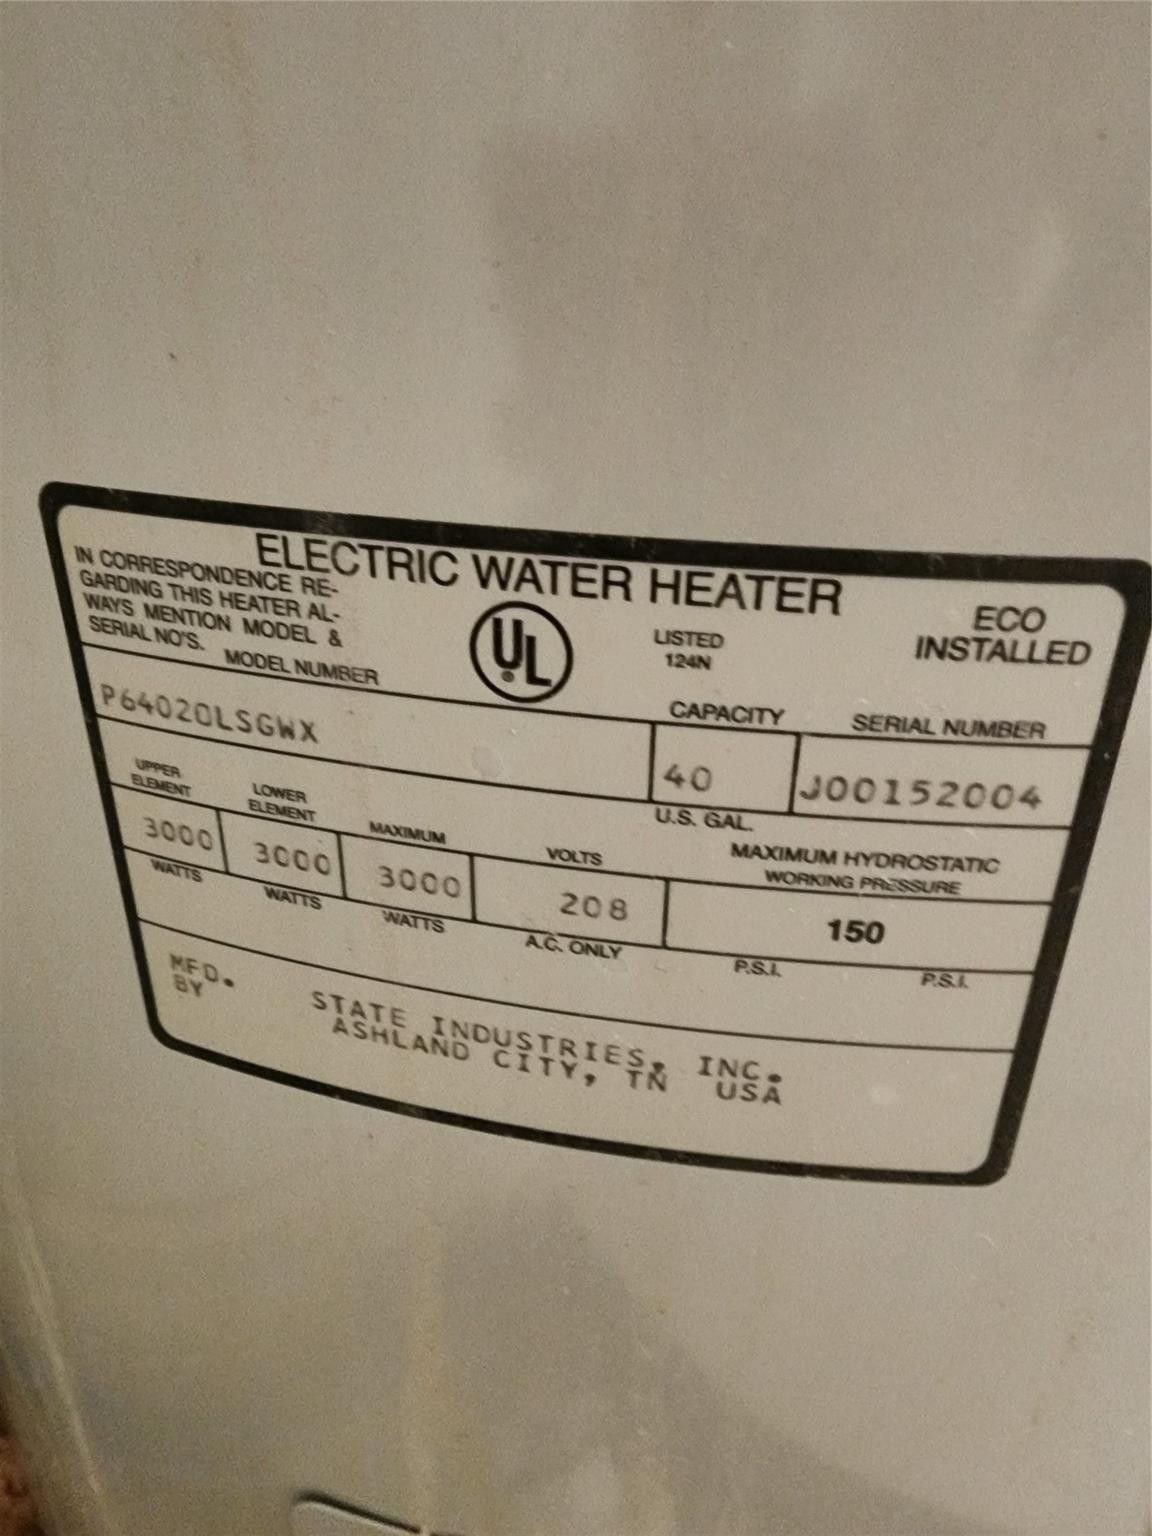 ELECTRIC WATER HEATER
IN CORRESPONDENCE RE-
GARDING THIS HEATER AL-
WAYS MENTION MODEL &
SERIAL NO'S.
UL
®
LISTED
124N
ECO
INSTALLED
MODEL NUMBER
CAPACITY
SERIAL NUMBER
P64020LSGWX
40
J00152004
U.S. GAL.
UPPER
ELEMENT
LOWER
ELEMENT
MAXIMUM
VOLTS
MAXIMUM HYDROSTATIC
WORKING PRESSURE
3000
3000
3000
208
150
WATTS
WATTS
WATTS
A.C. ONLY
P.S.I.
P.S.I.
MFD.
BY
STATE INDUSTRIES, INC.
ASHLAND CITY, TN USA